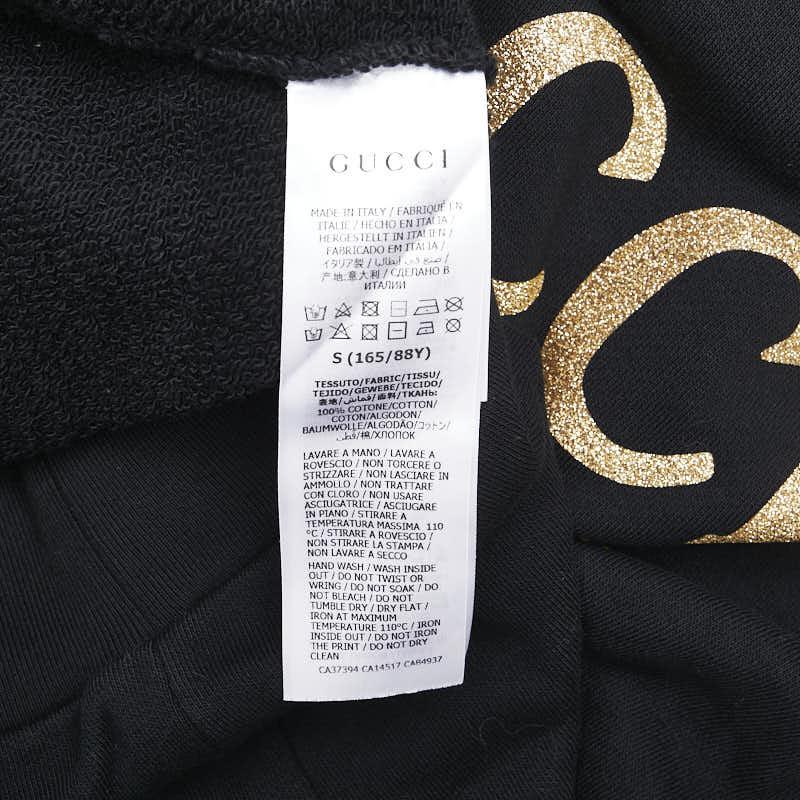 GUCCI
MADE IN ITALY / FABRIQUÉ EN
ITALIE / HECHO EN ITALIA /
HERGESTELLT IN ITALIEN /
FABRICADO EM ITALIA /
イタリア製 / صنع في ايطاليا /
产地:意大利 / СДЕЛАНО В
ИТАЛИИ
S (165/88Y)
TESSUTO/FABRIC/TISSU/
TEJIDO/GEWEBE/TECIDO/
表地/قماش/面料/ТКАНЬ:
100% COTONE/COTTON/
COTON/ALGODON/
BAUMWOLLE/ALGODÃO/コットン/
قطن/棉/ХЛОПОК
LAVARE A MANO / LAVARE A
ROVESCIO / NON TORCERE O
STRIZZARE / NON LASCIARE IN
AMMOLLO / NON TRATTARE
CON CLORO / NON USARE
ASCIUGATRICE / ASCIUGARE
IN PIANO / STIRARE A
TEMPERATURA MASSIMA 110
°C / STIRARE A ROVESCIO /
NON STIRARE LA STAMPA /
NON LAVARE A SECCO
HAND WASH / WASH INSIDE
OUT / DO NOT TWIST OR
WRING / DO NOT SOAK / DO
NOT BLEACH / DO NOT
TUMBLE DRY / DRY FLAT /
IRON AT MAXIMUM
TEMPERATURE 110°C / IRON
INSIDE OUT / DO NOT IRON
THE PRINT / DO NOT DRY
CLEAN
CA37394 CA14517 CAB4937